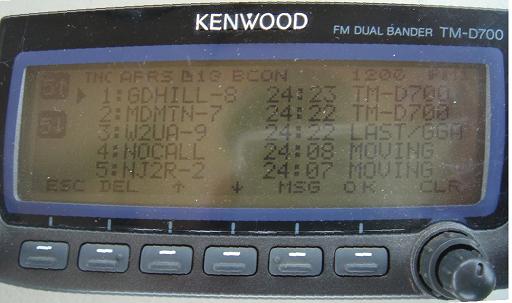 KENWOOD
FM DUAL BANDER TM-D700
TNC APRS 19 BCON 1200
1:GDHILL-8 24:23 TM-D700
2:MDMTN-7 24:22 TM-D700
3:W2UA-9 24:22 LAST/GGA
4:NOCALL 24:08 MOVING
5:NJ2R-2 24:07 MOVING
ESC DEL ↑ ↓ MSG OK CLR